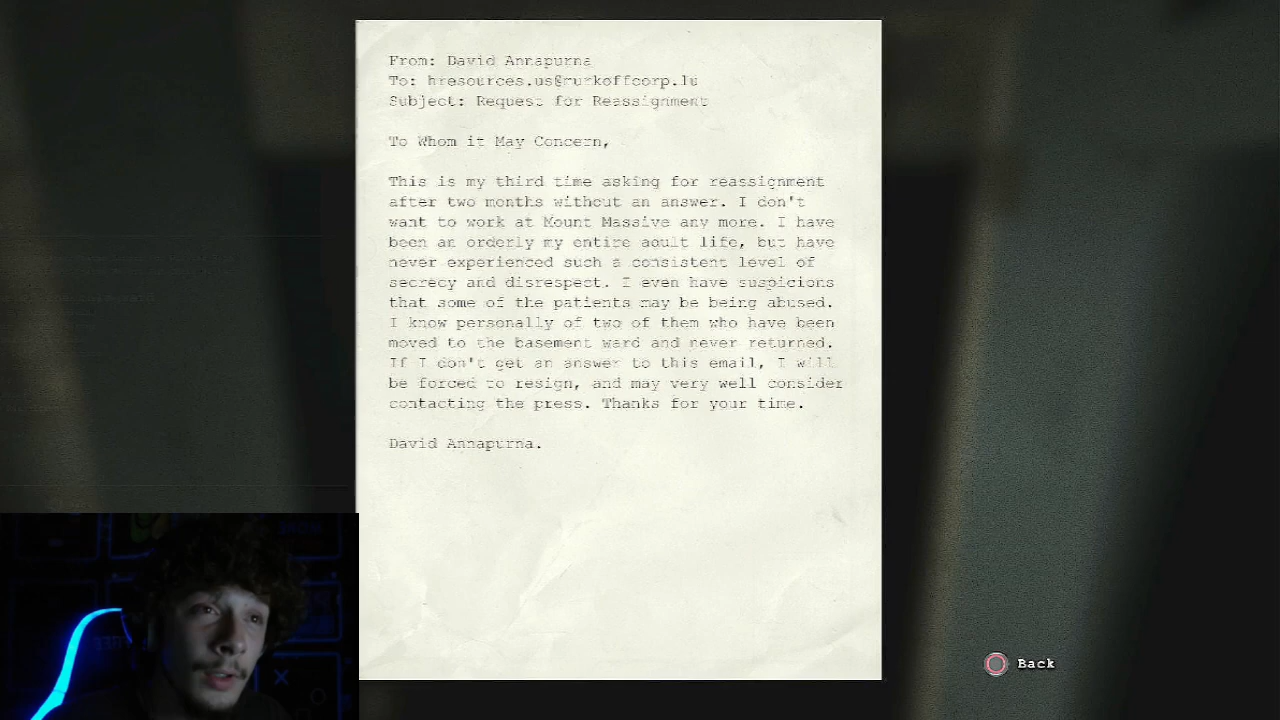 From: David Annapurna
To: hresources.us@murkoffcorp.lu
Subject: Request for Reassignment
To Whom it May Concern,
This is my third time asking for reassignment
after two months without an answer. I don't
want to work at Mount Massive any more. I have
been an orderly my entire adult life, but have
never experienced such a consistent level of
secrecy and disrespect. I even have suspicions
that some of the patients may be being abused.
I know personally of two of them who have been
moved to the basement ward and never returned.
If I don't get an answer to this email, I will
be forced to resign, and may very well consider
contacting the press. Thanks for your time.
David Annapurna.
Back